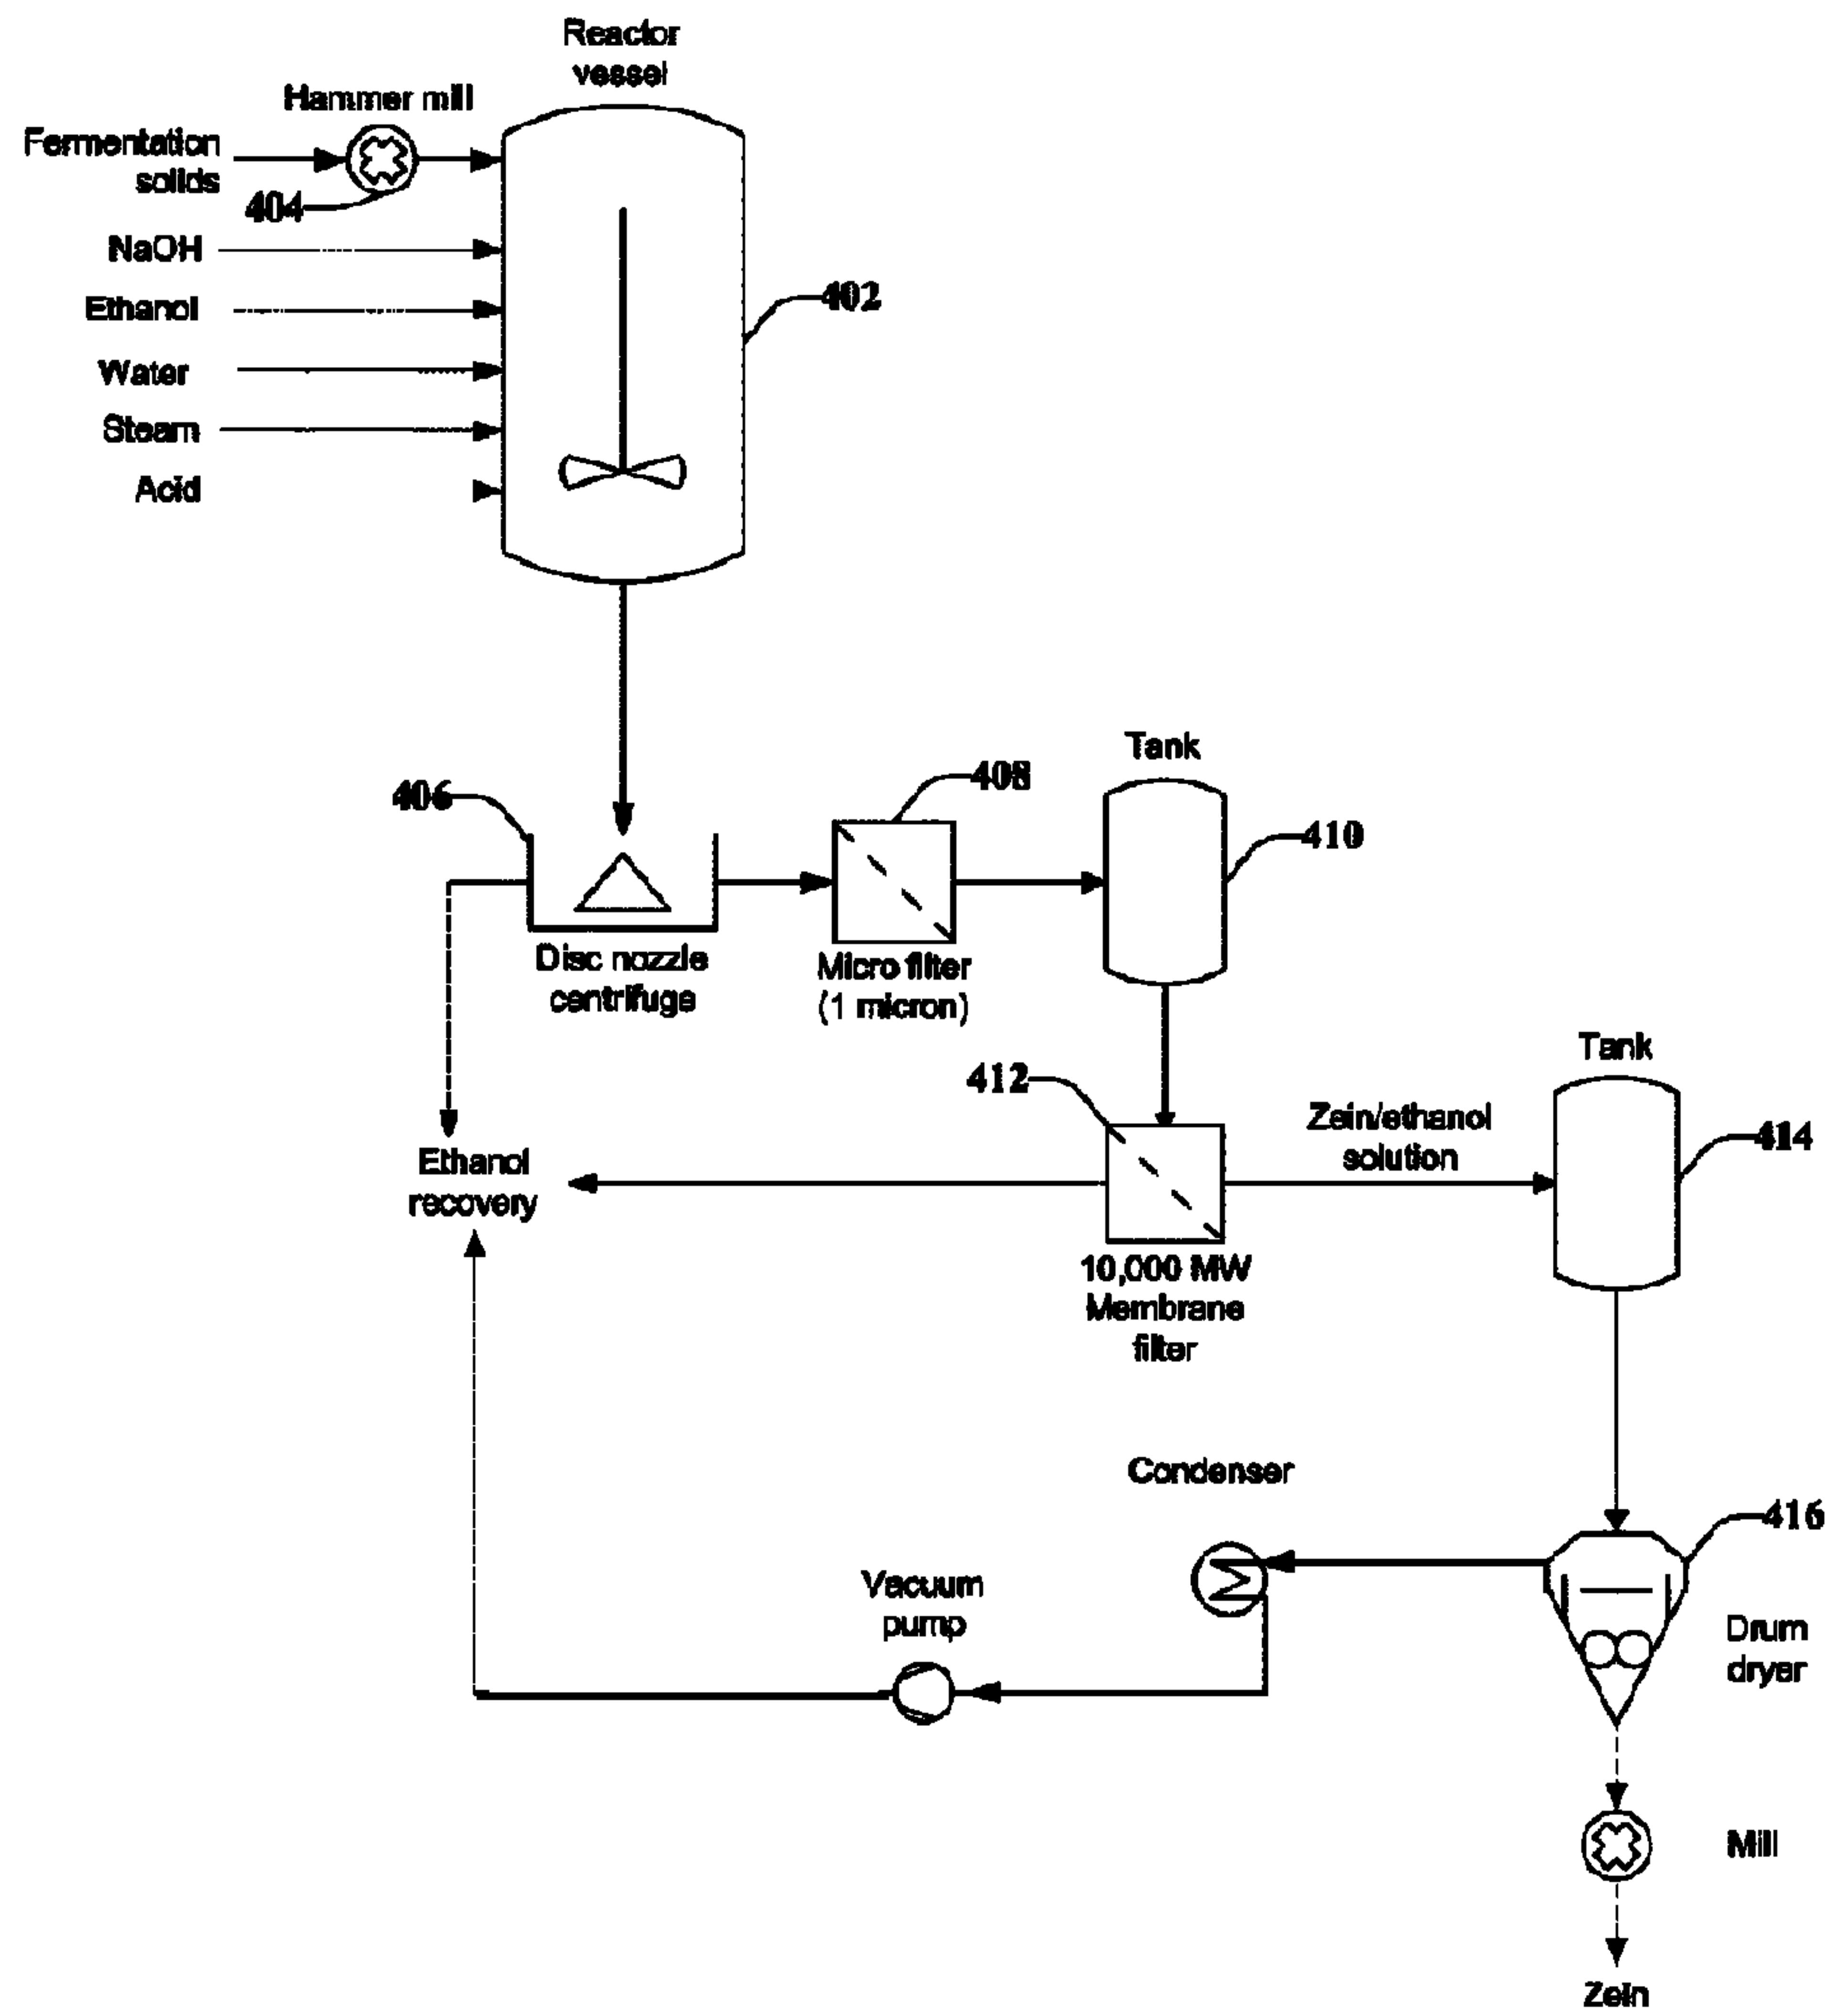 Reactor
vessel
Hammer mill
Fermentation
solids
404
NaOH
Ethanol
402
Water
Steam
Acid
Tank
406
408
410
Disc nozzle
centrifuge
Micro filter
(1 micron)
Tank
412
Zein/ethanol
solution
414
Ethanol
recovery
10,000 MW
Membrane
filter
Condenser
416
Vacuum
pump
Drum
dryer
Mill
Zein